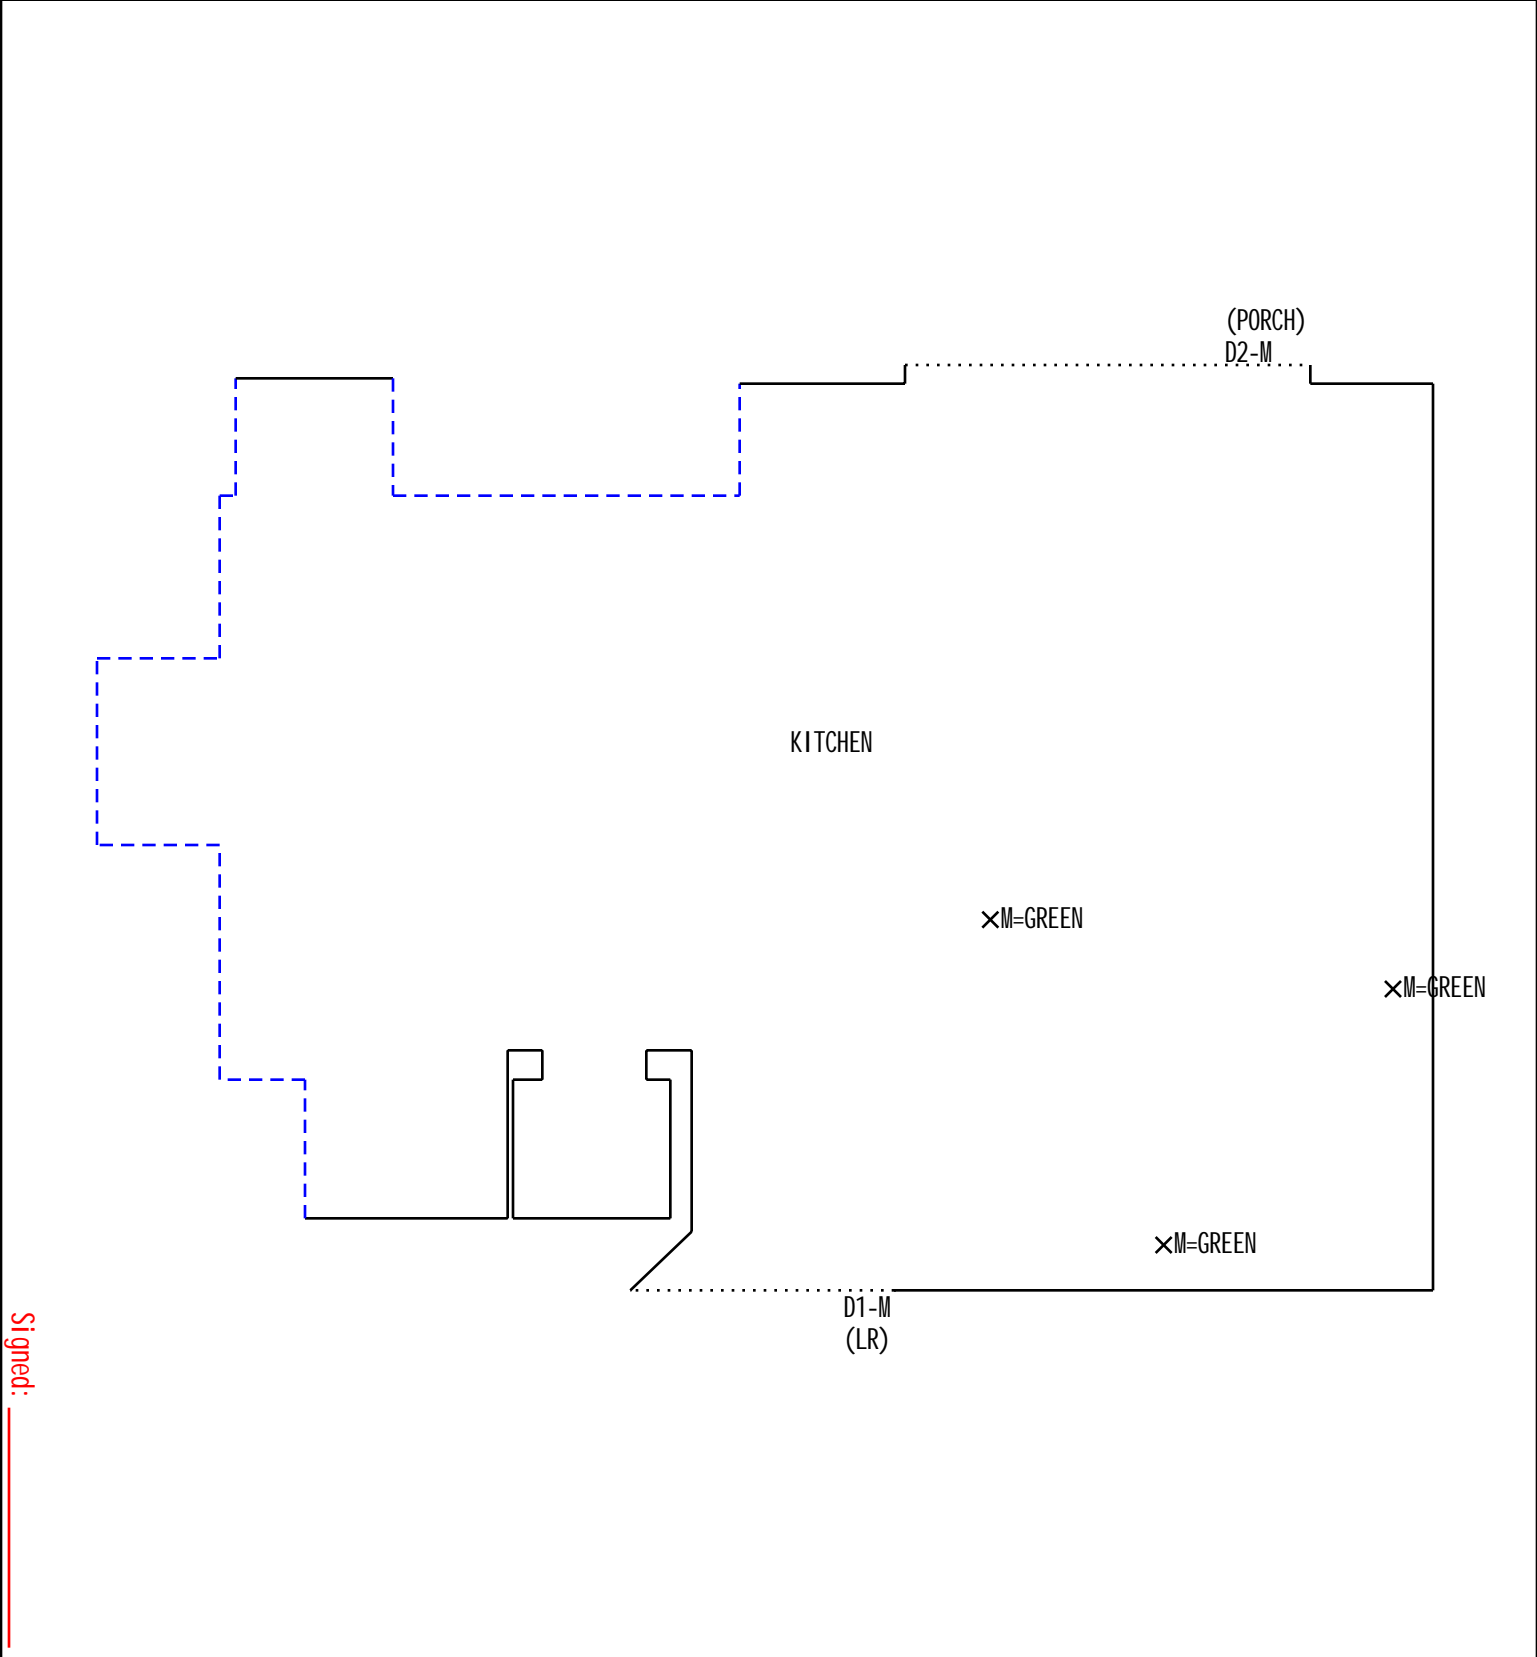 (PORCH)
D2-M
KITCHEN
M=GREEN
M=GREEN
M=GREEN
D1-M
(LR)
Signed: